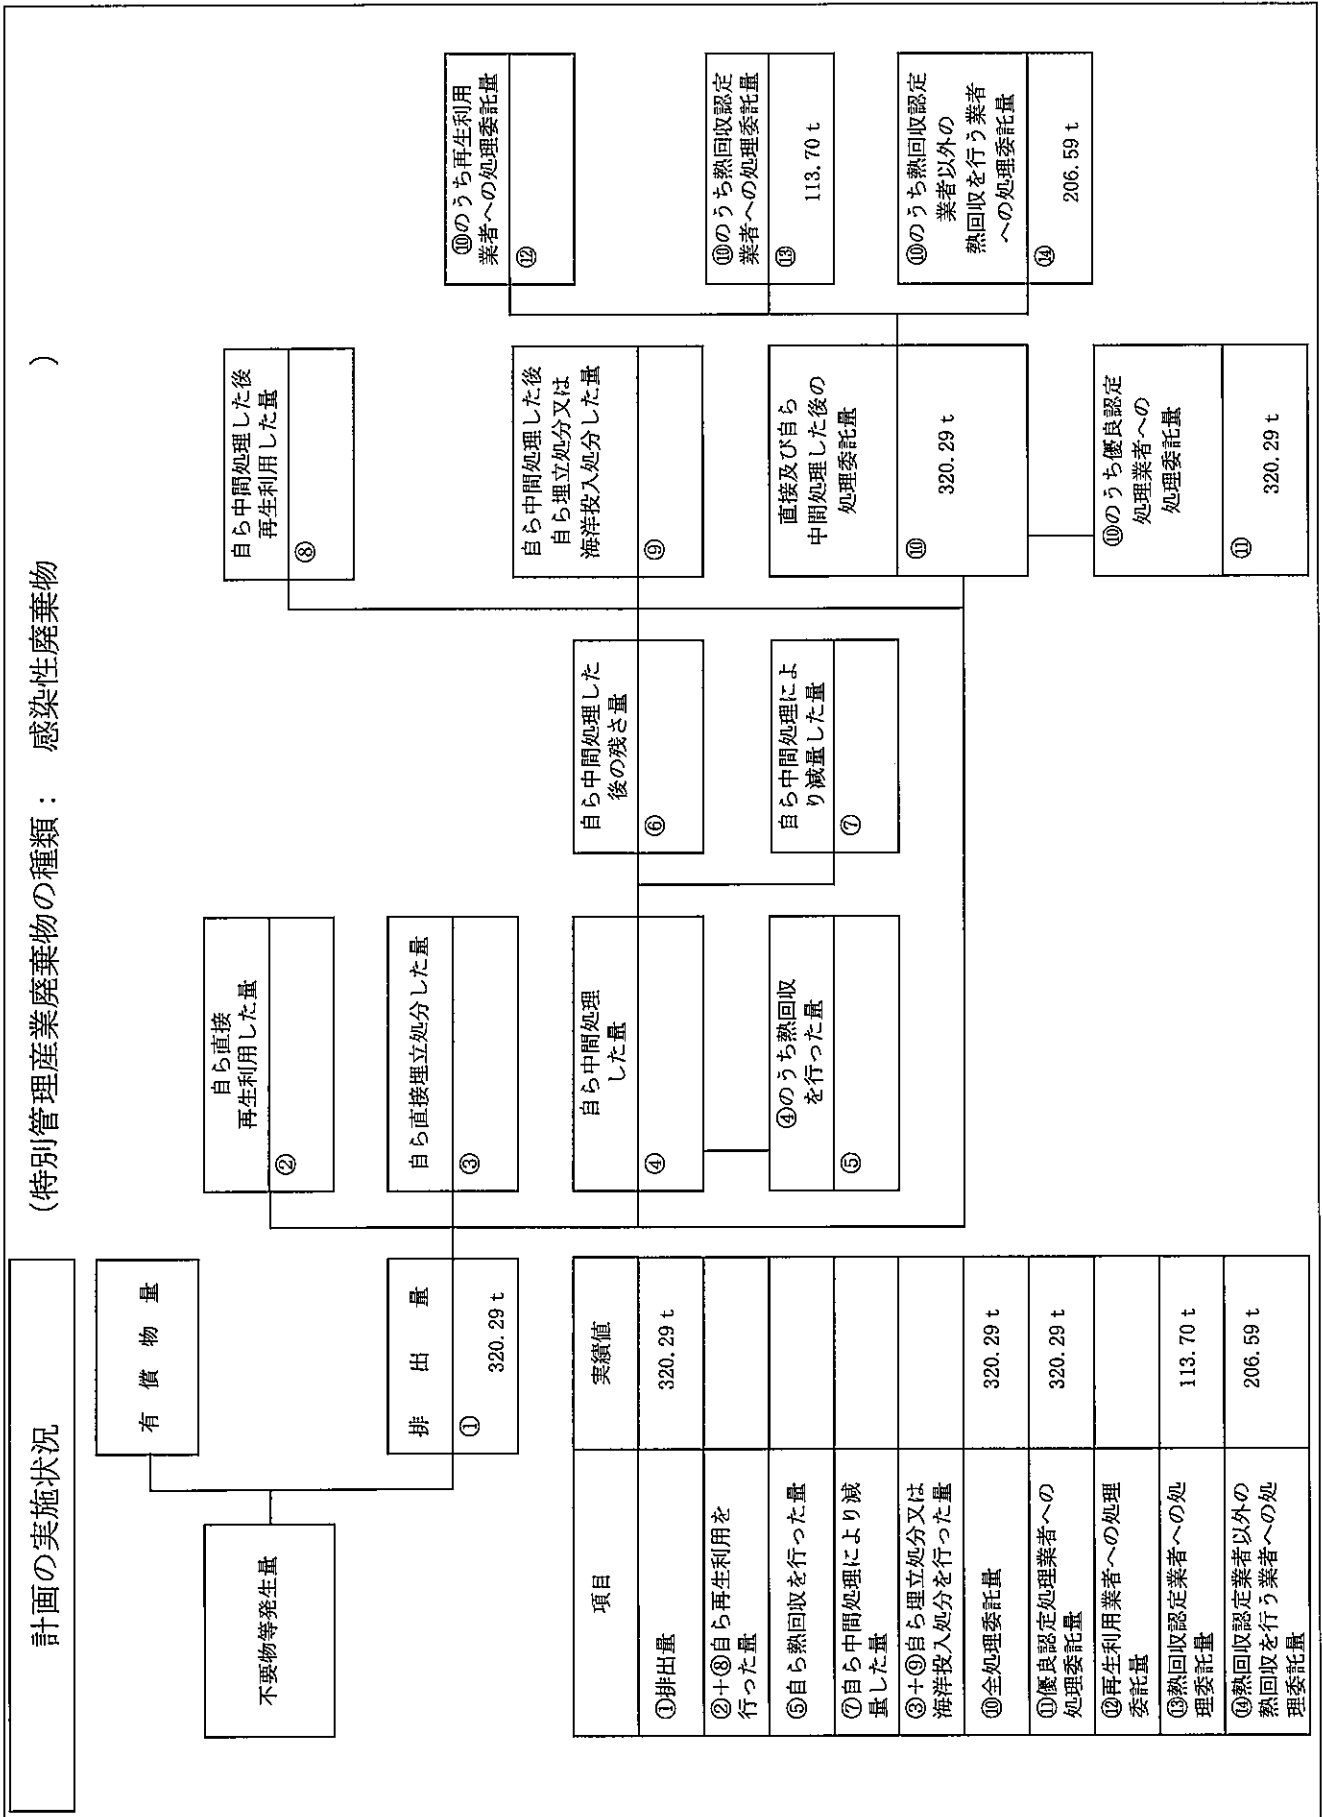 計画の実施状況
(特別管理産業廃棄物の種類： 感染性廃棄物 )
不要物等発生量
有 償 物 量
排 出 量
① 320.29 t
自ら直接
再生利用した量
②
自ら直接埋立処分した量
③
自ら中間処理
した量
④
④のうち熱回収
を行った量
⑤
自ら中間処理した
後の残さ量
⑥
自ら中間処理によ
り減量した量
⑦
自ら中間処理した後
再生利用した量
⑧
自ら中間処理した後
自ら埋立処分又は
海洋投入処分した量
⑨
直接及び自ら
中間処理した後の
処理委託量
⑩ 320.29 t
⑩のうち優良認定
処理業者への
処理委託量
⑪ 320.29 t
⑩のうち再生利用
業者への処理委託量
⑫
⑩のうち熱回収認定
業者への処理委託量
⑬ 113.70 t
⑩のうち熱回収認定
業者以外の
熱回収を行う業者
への処理委託量
⑭ 206.59 t
項目 実績値
①排出量 320.29 t
②+⑧自ら再生利用を
行った量
⑤自ら熱回収を行った量
⑦自ら中間処理により減
量した量
③+⑨自ら埋立処分又は
海洋投入処分を行った量
⑩全処理委託量 320.29 t
⑪優良認定処理業者への
処理委託量 320.29 t
⑫再生利用業者への処理
委託量
⑬熱回収認定業者への処
理委託量 113.70 t
⑭熱回収認定業者以外の
熱回収を行う業者への処
理委託量 206.59 t